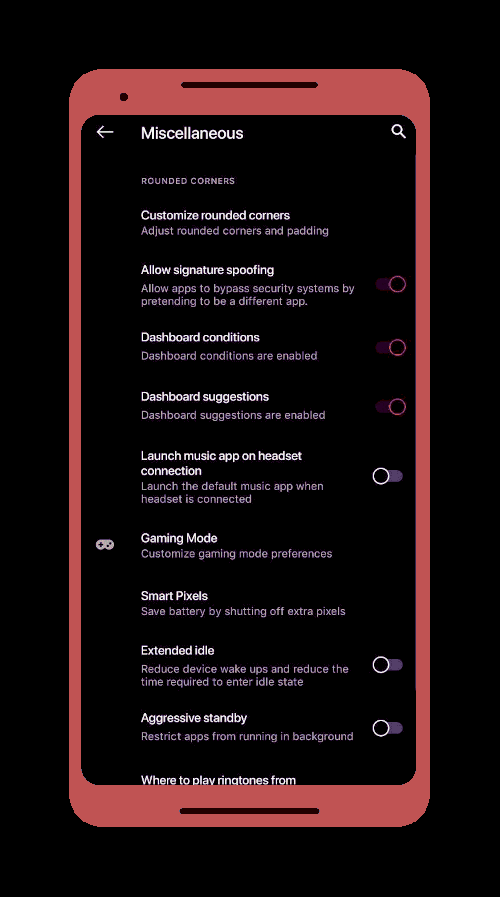 Miscellaneous
ROUNDED CORNERS
Customize rounded corners
Adjust rounded corners and padding
Allow signature spoofing
Allow apps to bypass security systems by
pretending to be a different app.
Dashboard conditions
Dashboard conditions are enabled
Dashboard suggestions
Dashboard suggestions are enabled
Launch music app on headset
connection
Launch the default music app when
headset is connected
Gaming Mode
Customize gaming mode preferences
Smart Pixels
Save battery by shutting off extra pixels
Extended idle
Reduce device wake ups and reduce the
time required to enter idle state
Aggressive standby
Restrict apps from running in background
Where to play ringtones from